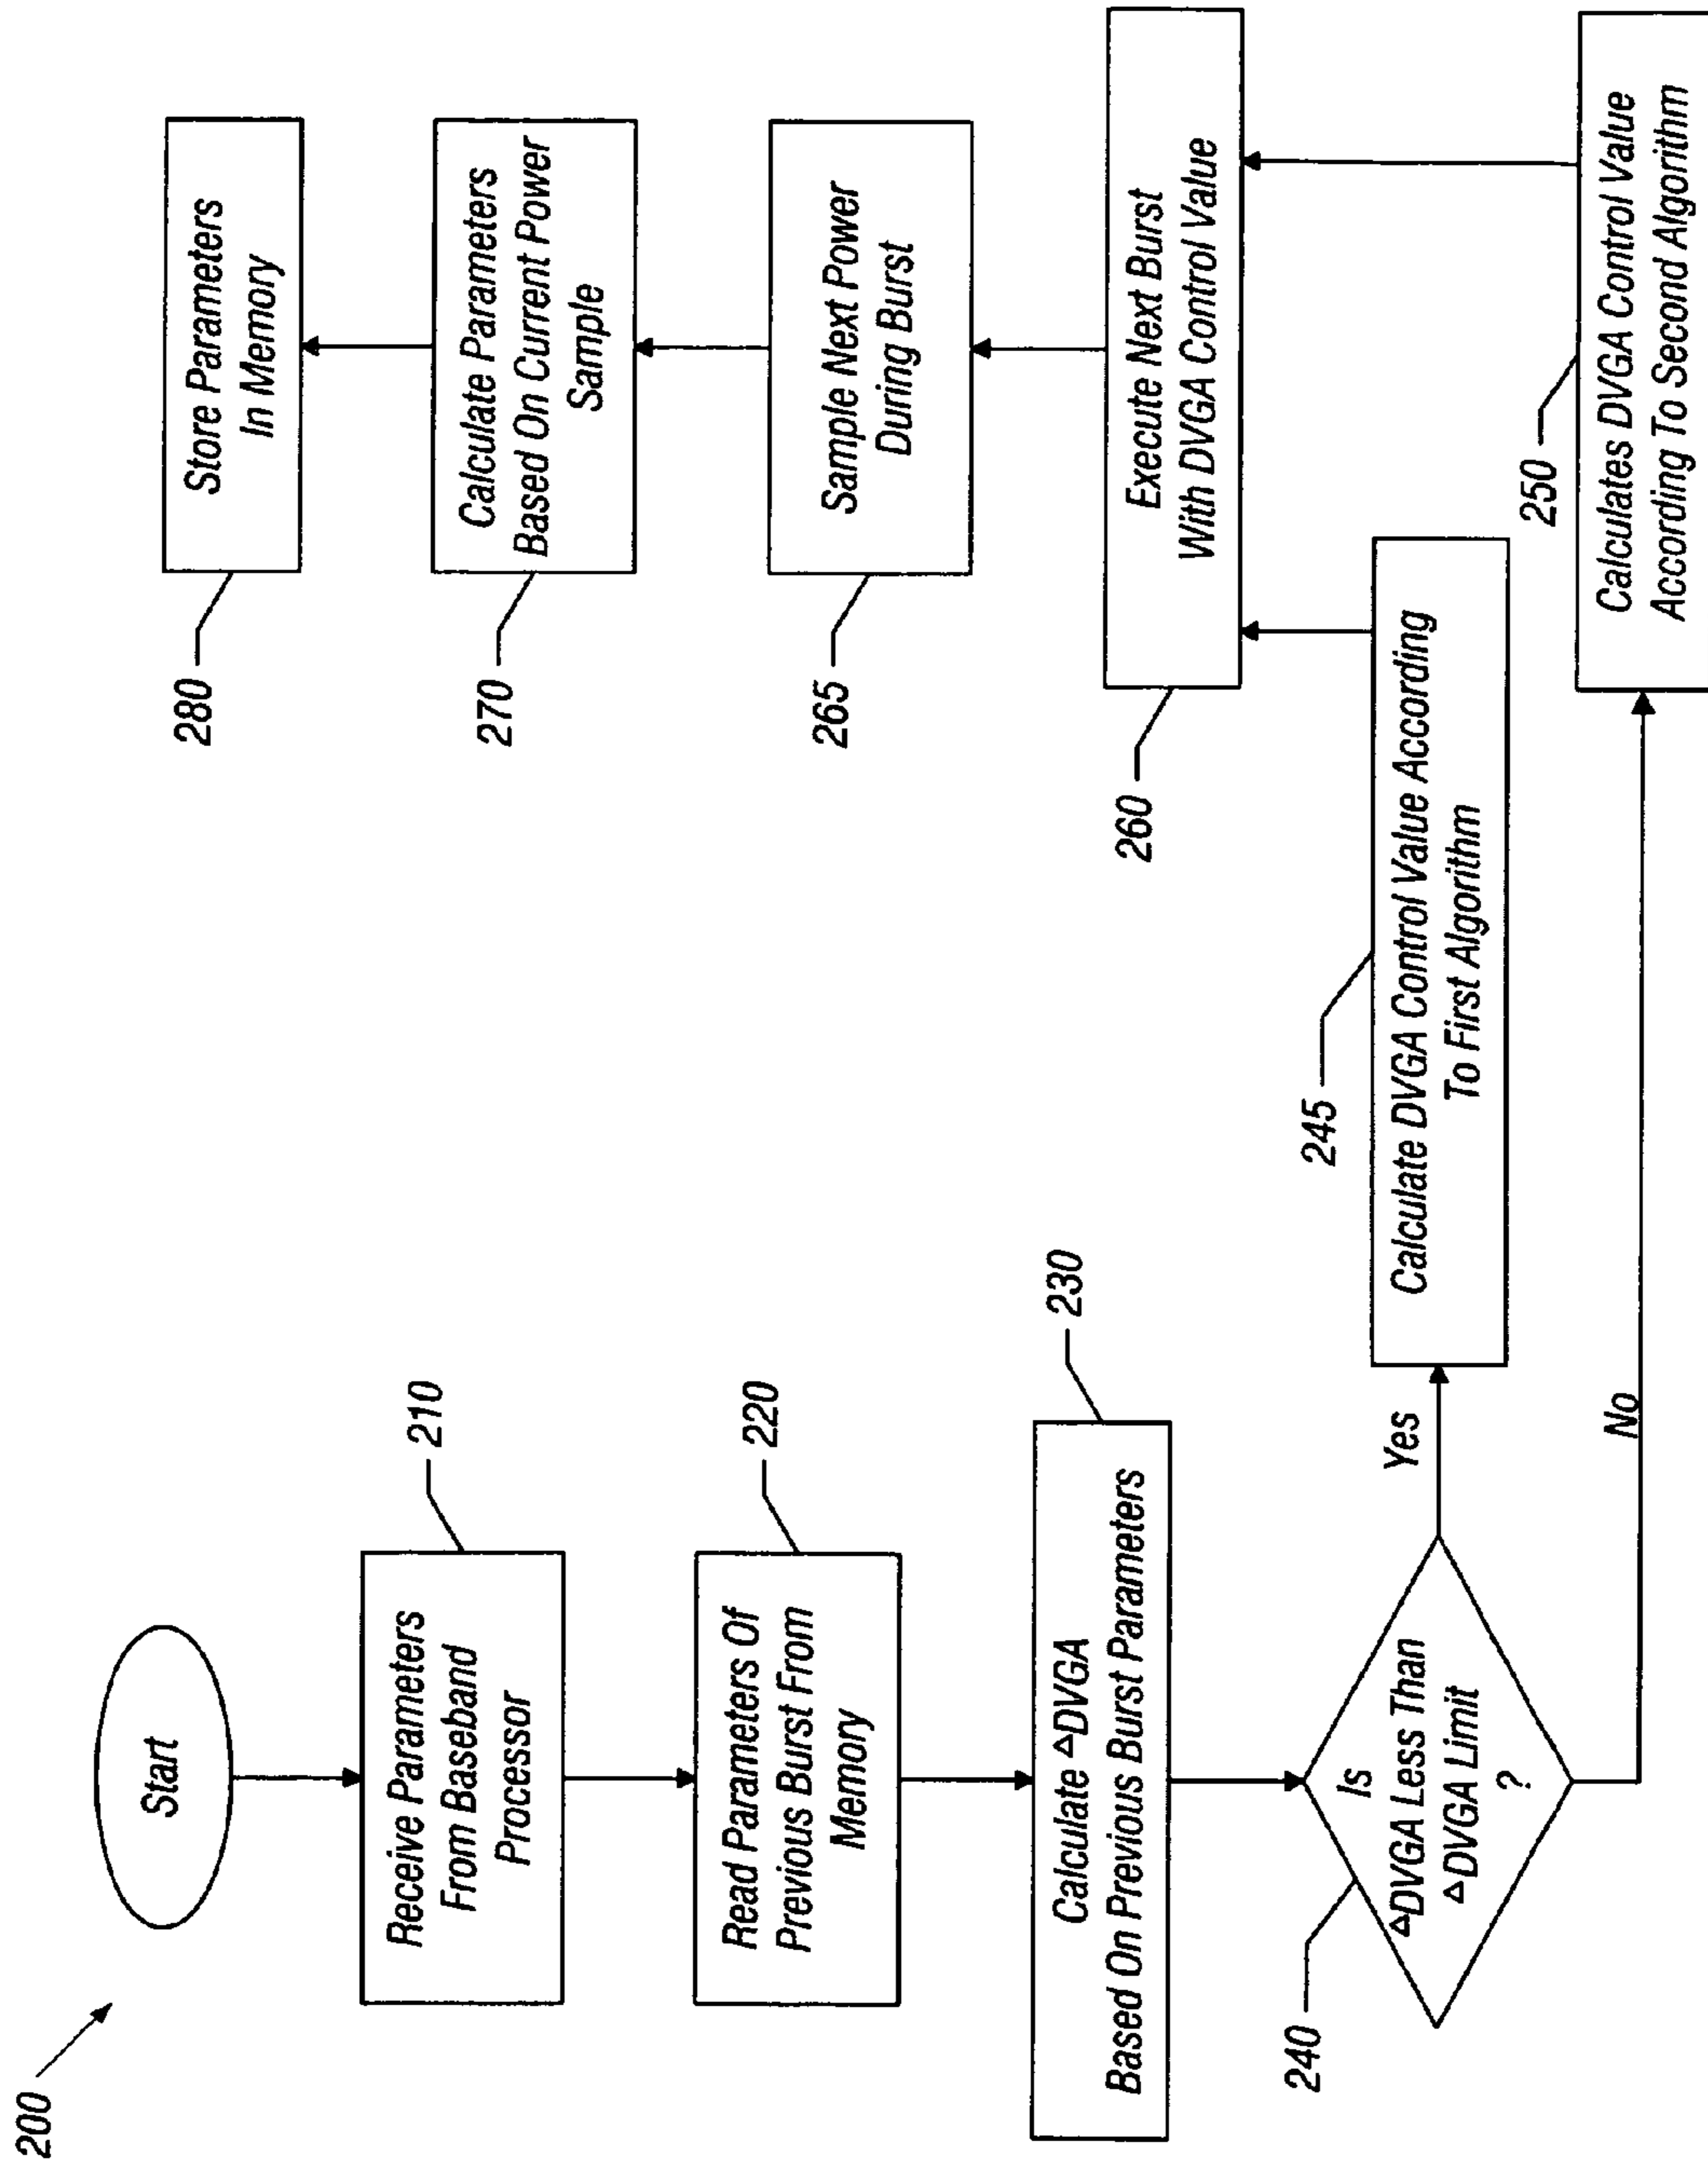 200
Start
Receive Parameters
From Baseband
Processor
210
Read Parameters Of
Previous Burst From
Memory
220
Calculate ΔDVGA
Based On Previous Burst Parameters
230
Is
ΔDVGA Less Than
ΔDVGA Limit
?
240
Yes
No
Calculate DVGA Control Value According
To First Algorithm
245
Calculates DVGA Control Value
According To Second Algorithm
250
Execute Next Burst
With DVGA Control Value
260
Sample Next Power
During Burst
265
Calculate Parameters
Based On Current Power
Sample
270
Store Parameters
In Memory
280